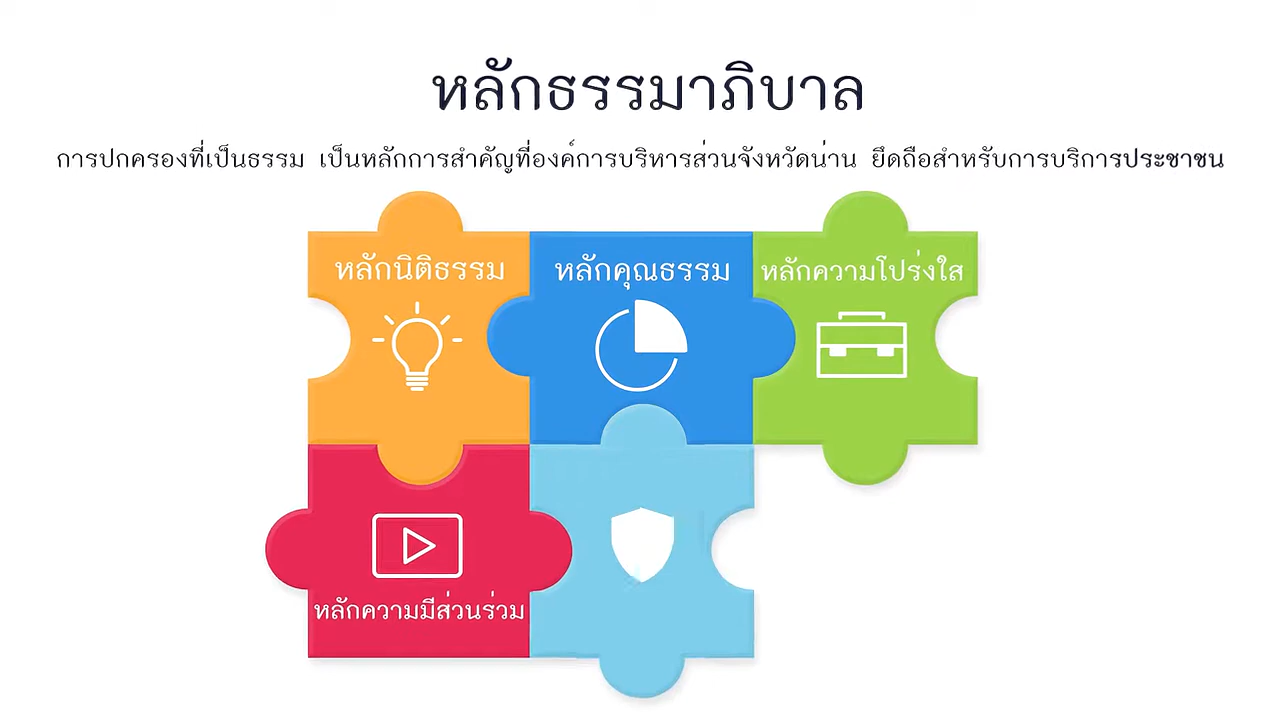 หลักธรรมาภิบาล
การปกครองที่เป็นธรรม เป็นหลักการสำคัญที่องค์การบริหารส่วนจังหวัดน่าน ยึดถือสำหรับการบริการประชาชน
หลักนิติธรรม
หลักคุณธรรม
หลักความโปร่งใส
หลักความมีส่วนร่วม